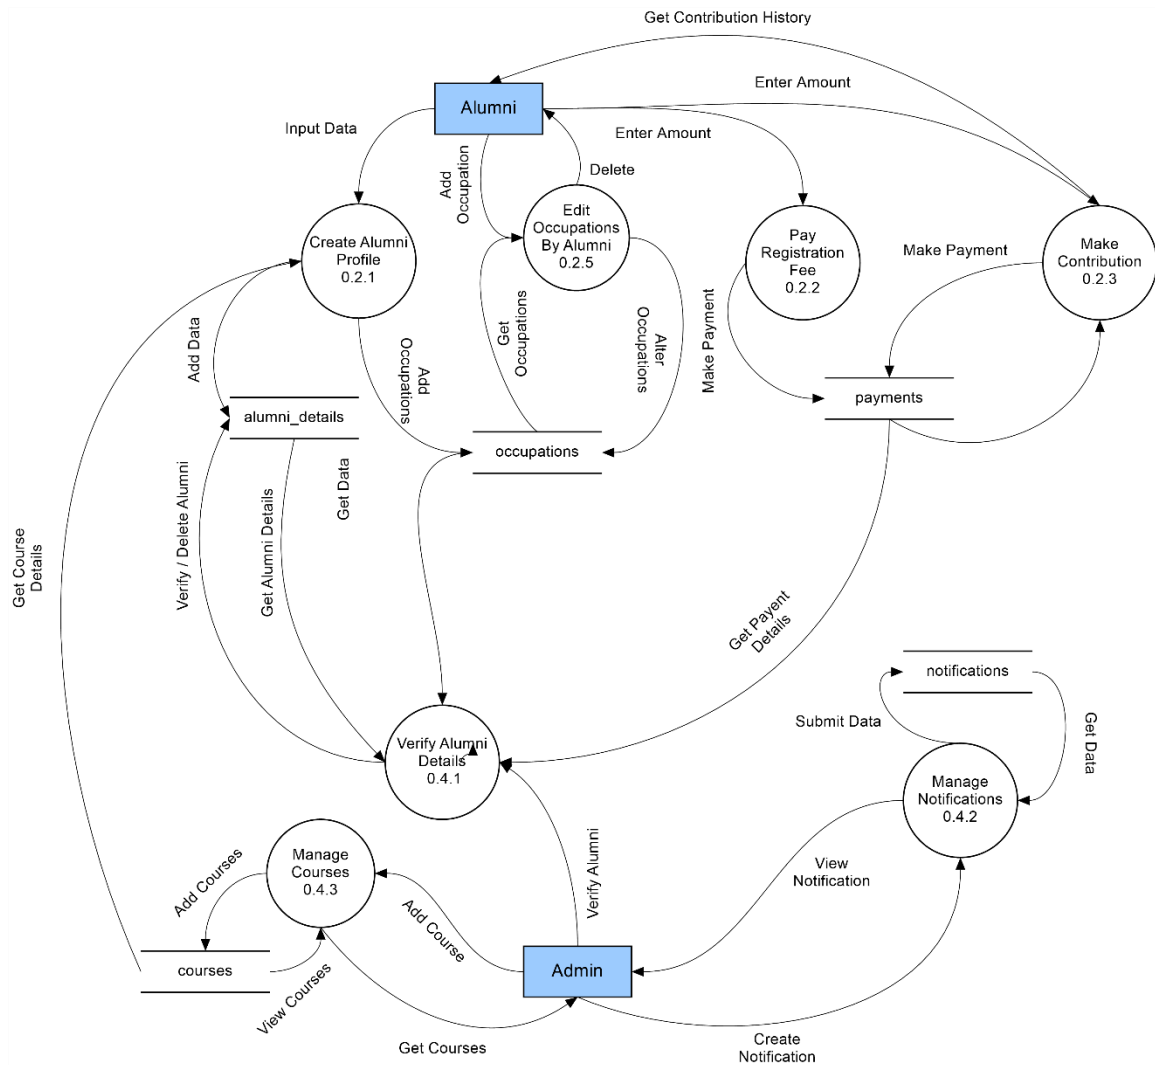 Get Contribution History
Alumni
Enter Amount
Input Data
Enter Amount
Add
Occupation
Delete
Edit
Occupations
By Alumni
0.2.5
Create Alumni
Profile
0.2.1
Pay
Registration
Fee
0.2.2
Make Payment
Make
Contribution
0.2.3
Add Data
Add
Occupations
Get
Occupations
Alter
Occupations
Make Payment
payments
alumni_details
occupations
Get Data
Verify / Delete Alumni
Get Alumni Details
Get Course
Details
Get Payent
Details
notifications
Submit Data
Get Data
Verify Alumni
Details
0.4.1
Manage
Notifications
0.4.2
Manage
Courses
0.4.3
View
Notification
Add Courses
Add Course
Verify Alumni
courses
View Courses
Admin
Get Courses
Create
Notification